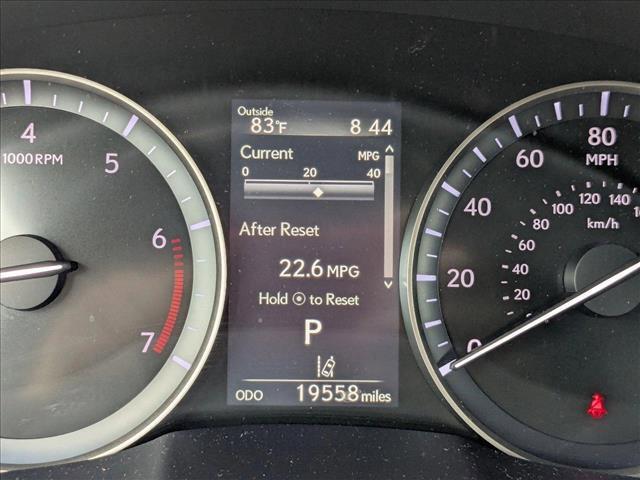 Outside
83°F 8 44
Current MPG
0 20 40
After Reset
22.6 MPG
Hold ⦿ to Reset
P
ODO 19558 miles
4
1000 RPM
5
6
7
80
MPH
60
40
20
0
140
120
100
80
60
40
20
km/h